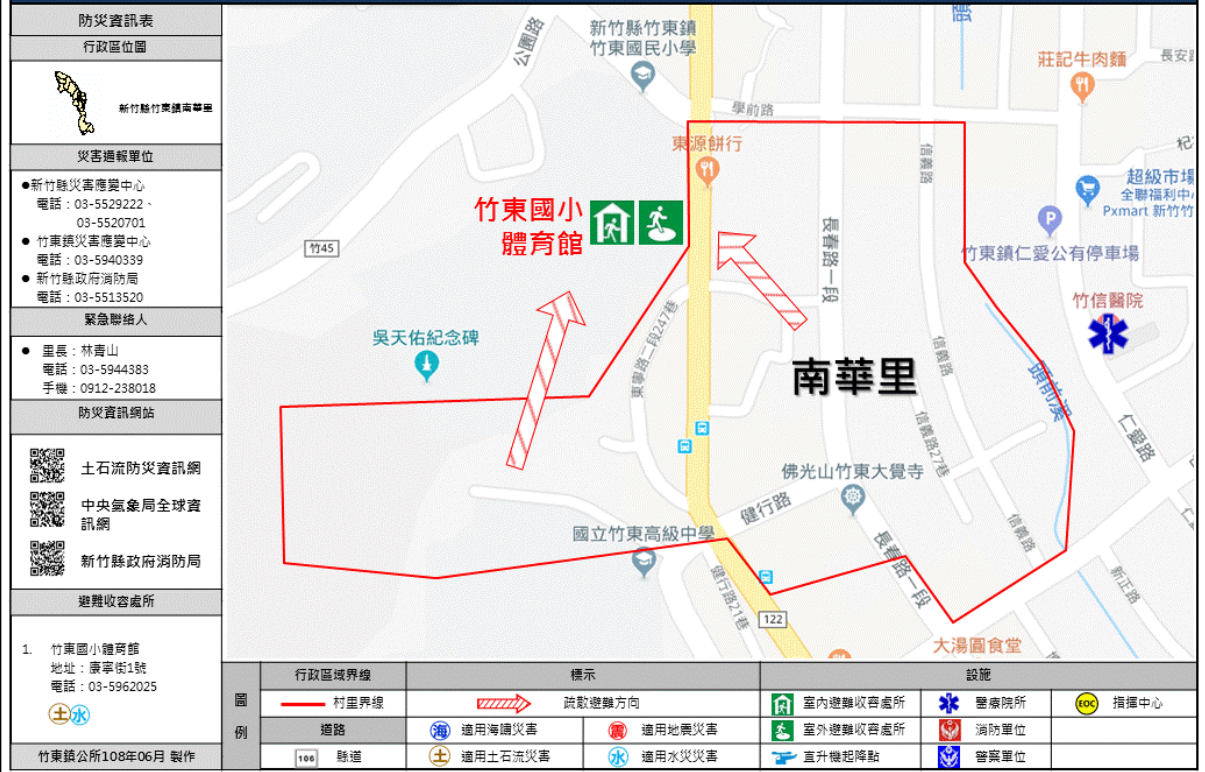 防災資訊表
行政區位圖
新竹縣竹東鎮南華里
災害通報單位
●新竹縣災害應變中心
電話：03-5529222、
03-5520701
● 竹東鎮災害應變中心
電話：03-5940339
● 新竹縣政府消防局
電話：03-5513520
緊急聯絡人
● 里長：林青山
電話：03-5944383
手機：0912-238018
防災資訊網站
土石流防災資訊網
中央氣象局全球資
訊網
新竹縣政府消防局
避難收容處所
1. 竹東國小體育館
地址：康寧街1號
電話：03-5962025
土水
竹東鎮公所108年06月 製作
公園路
新竹縣竹東鎮
竹東國民小學
莊記牛肉麵
長安
學前路
東源餅行
信義路
杞
超級市場
全聯福利中
Pxmart 新竹竹
P
竹東鎮仁愛公有停車場
竹東國小
體育館
竹45
長春路一段
竹信醫院
吳天佑紀念碑
東寧路二段247巷
信義路
南華里
頭前溪
信義路27巷
仁愛路
佛光山竹東大覺寺
健行路
國立竹東高級中學
信義路
長春路一段
健行路21巷
新正路
122
大湯圓食堂
圖例
行政區域界線
標示
設施
村里界線
疏散避難方向
室內避難收容處所
醫療院所
EOC 指揮中心
道路
海 適用海嘯災害
震 適用地震災害
室外避難收容處所
消防單位
106 縣道
土 適用土石流災害
水 適用水災災害
直升機起降點
警察單位